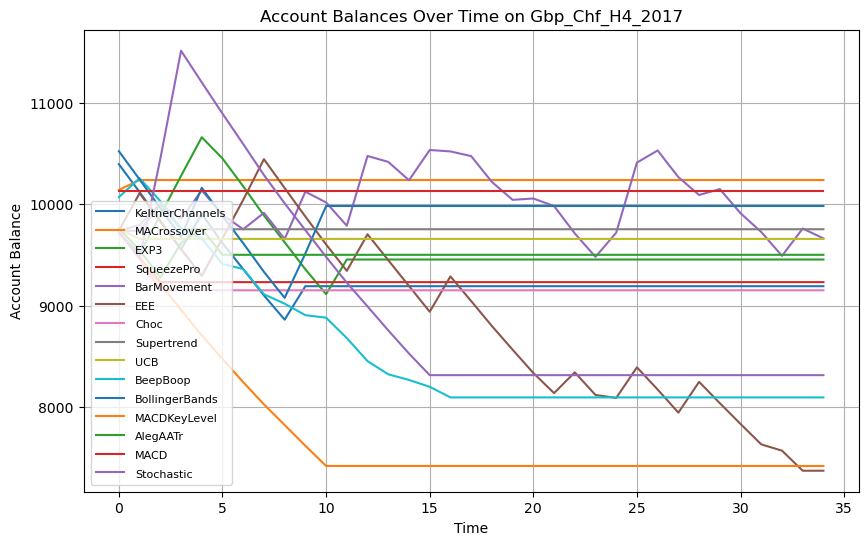 Account Balances Over Time on Gbp_Chf_H4_2017
Account Balance
11000
10000
9000
8000
KeltnerChannels
MACrossover
EXP3
SqueezePro
BarMovement
EEE
Choc
Supertrend
UCB
BeepBoop
BollingerBands
MACDKeyLevel
AlegAATr
MACD
Stochastic
0 5 10 15 20 25 30 35
Time